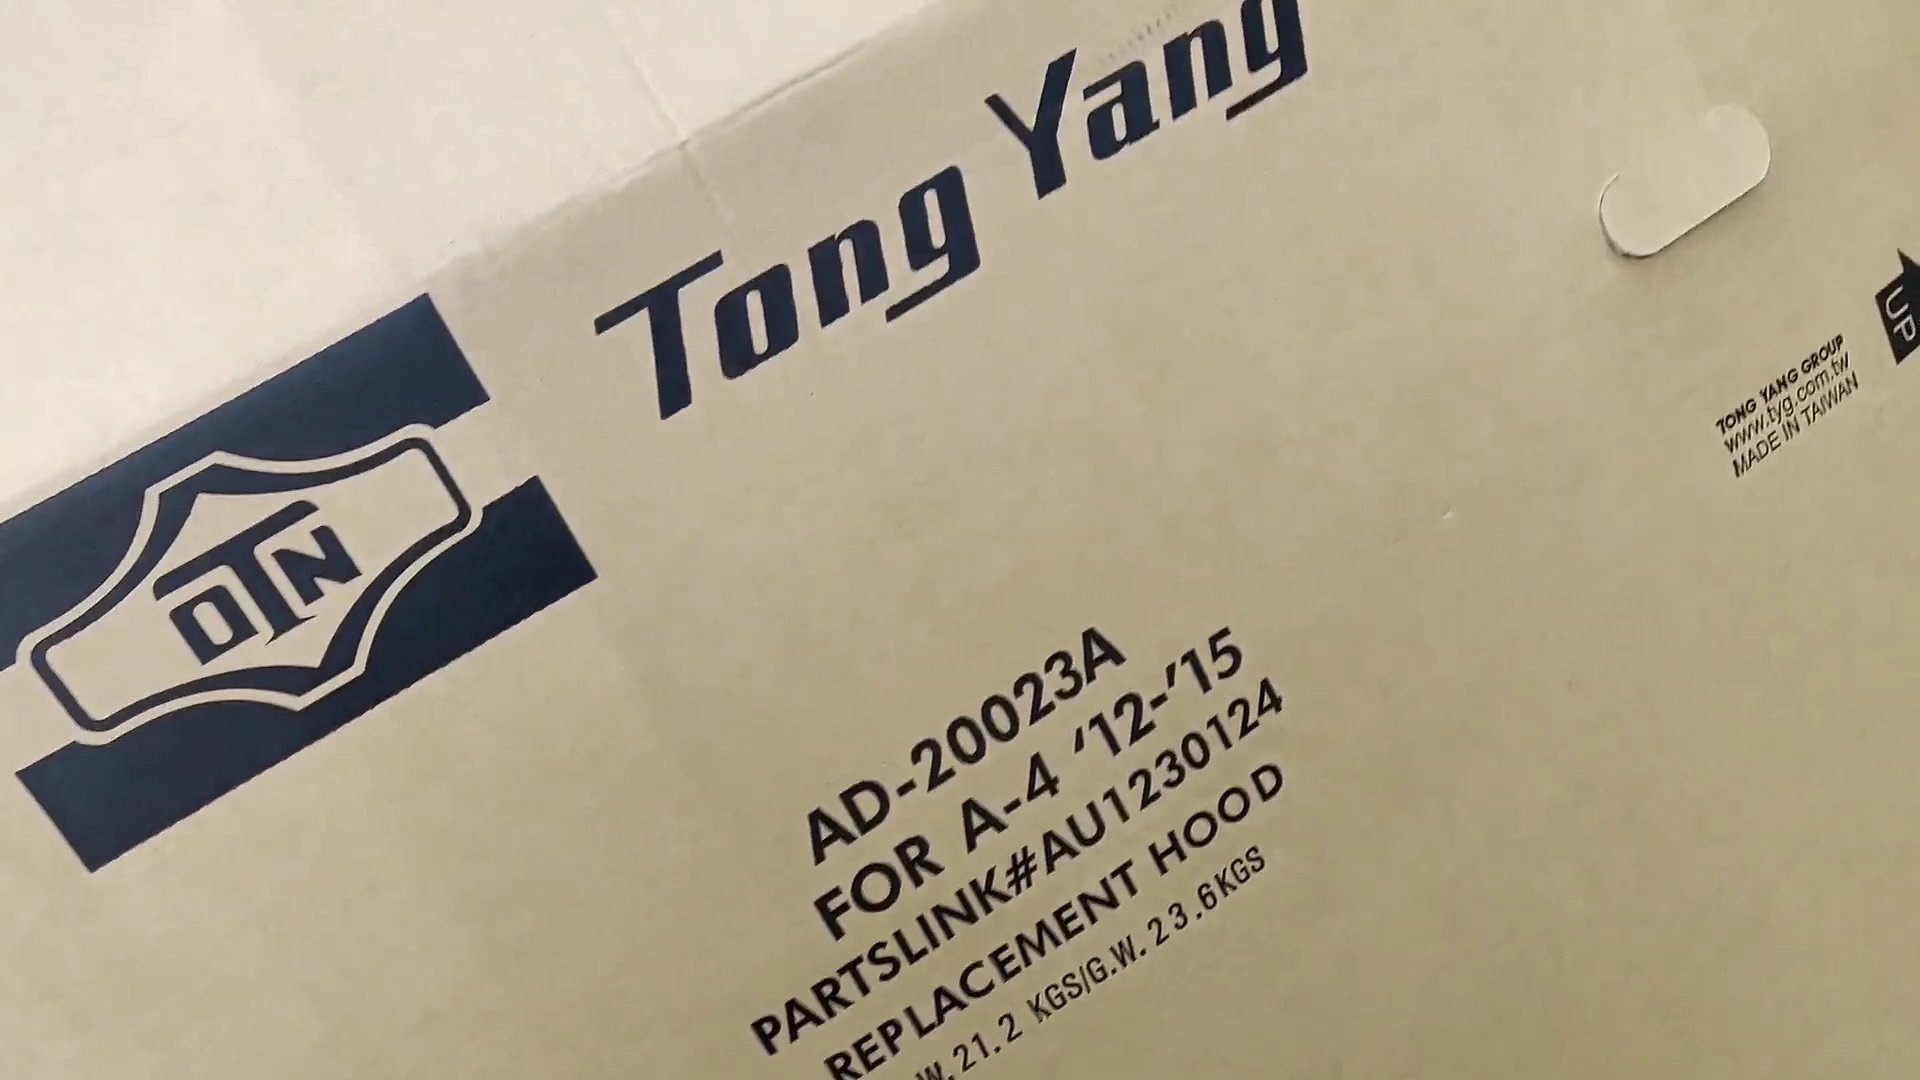 Tong Yang
OTN
UP
TONG YANG GROUP
www.tyg.com.tw
MADE IN TAIWAN
AD-20023A
FOR A-4 '12-'15
PARTSLINK#AU1230124
REPLACEMENT HOOD
W. 21.2 KGS/G.W. 23.6KGS